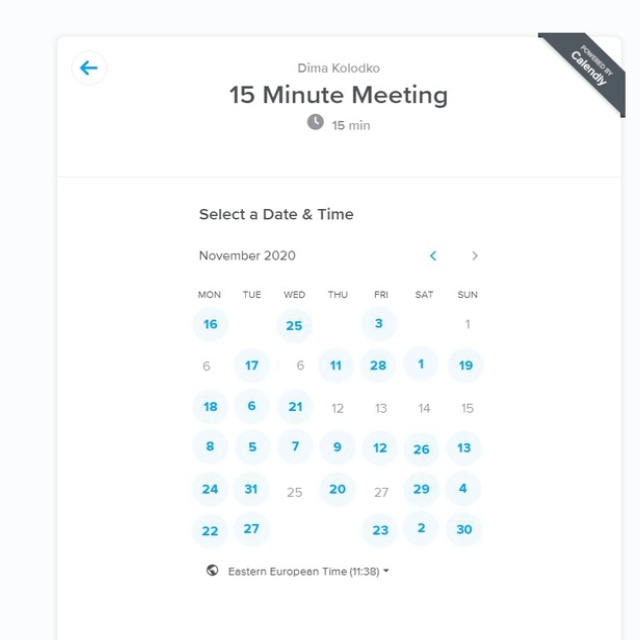 Dima Kolodko
POWERED BY
Calendly
15 Minute Meeting
15 min
Select a Date & Time
November 2020
MON TUE WED THU FRI SAT SUN
16 25 3 1
6 17 6 11 28 1 19
18 6 21 12 13 14 15
8 5 7 9 12 26 13
24 31 25 20 27 29 4
22 27 23 2 30
Eastern European Time (11:38)